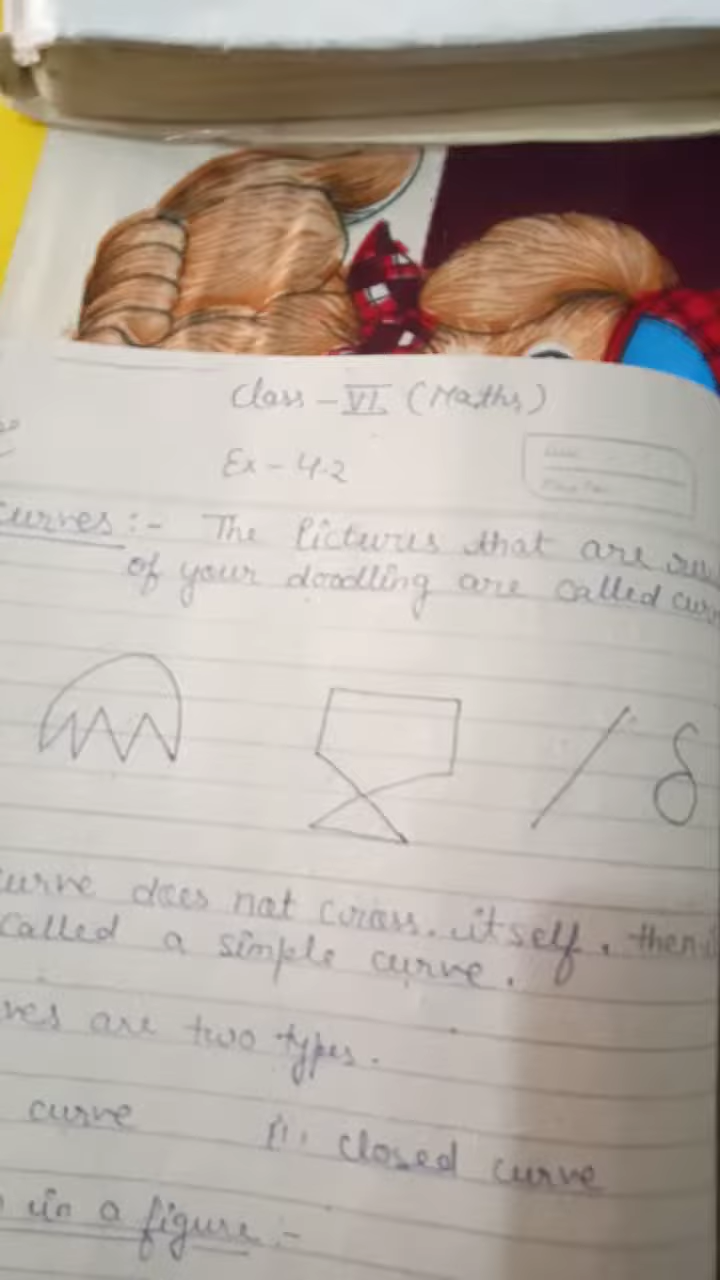 Class - VI (Maths)
Ex - 4.2
curves :- The Pictures that are
of your doodling are called
curve does not cross. itself. then
called a simple curve.
ves are two types.
curve ii. closed curve
in a figure :-